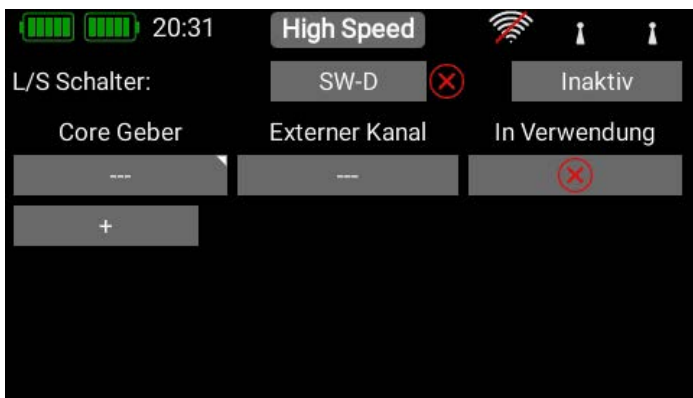 20:31 High Speed
L/S Schalter: SW-D Inaktiv
Core Geber Externer Kanal In Verwendung
--- ---
+